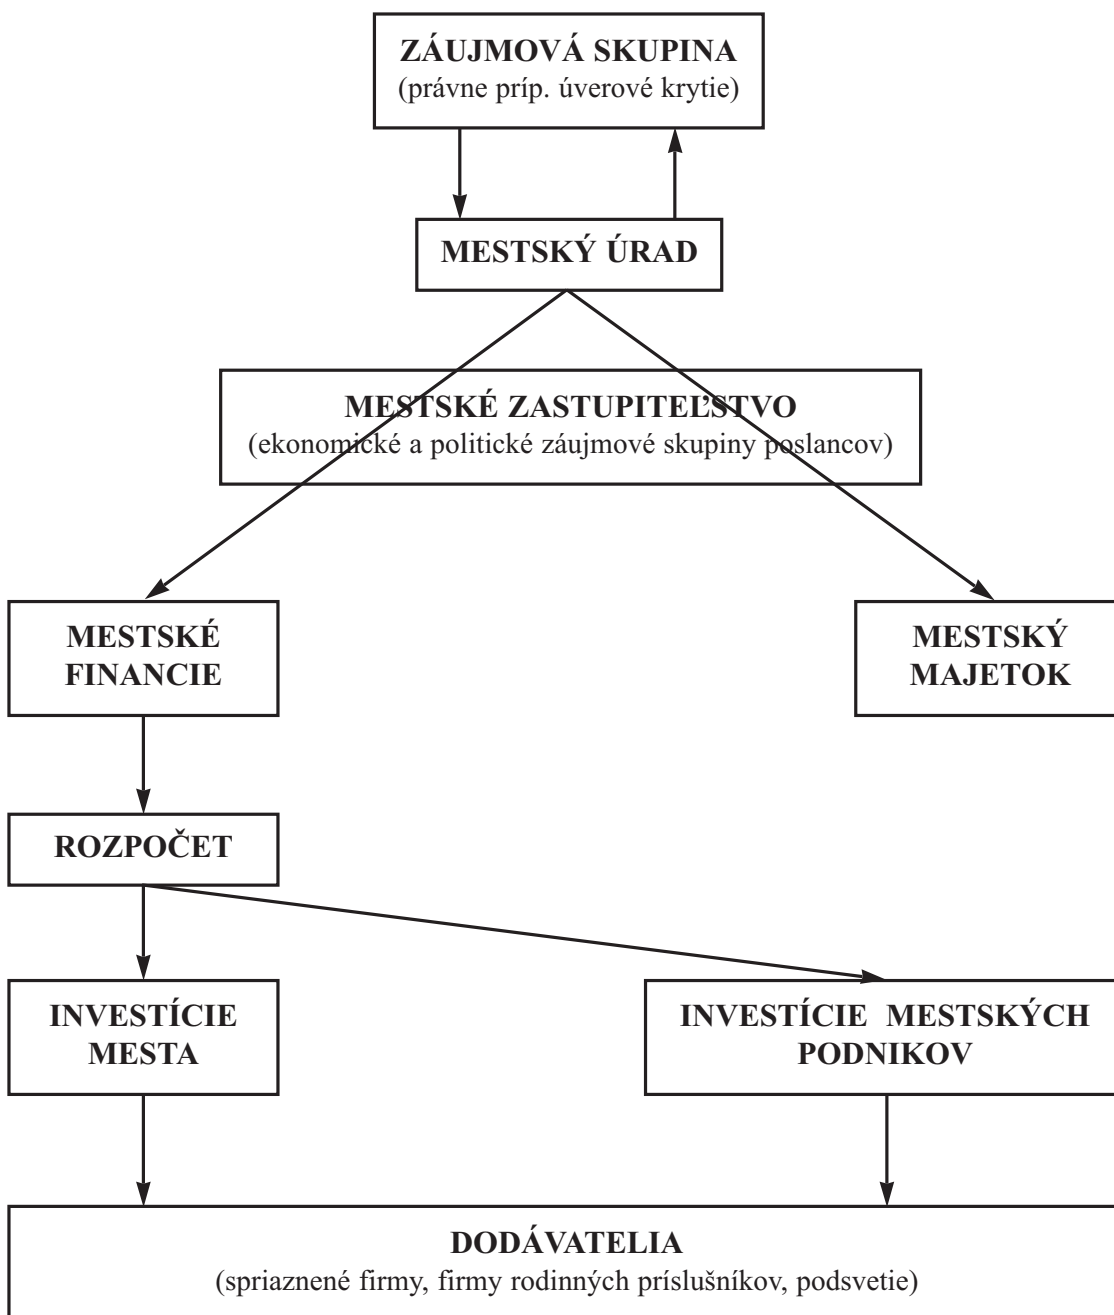 ZÁUJMOVÁ SKUPINA
(právne príp. úverové krytie)
MESTSKÝ ÚRAD
MESTSKÉ ZASTUPITEĽSTVO
(ekonomické a politické záujmové skupiny poslancov)
MESTSKÉ
FINANCIE
MESTSKÝ
MAJETOK
ROZPOČET
INVESTÍCIE
MESTA
INVESTÍCIE MESTSKÝCH
PODNIKOV
DODÁVATELIA
(spriaznené firmy, firmy rodinných príslušníkov, podsvetie)